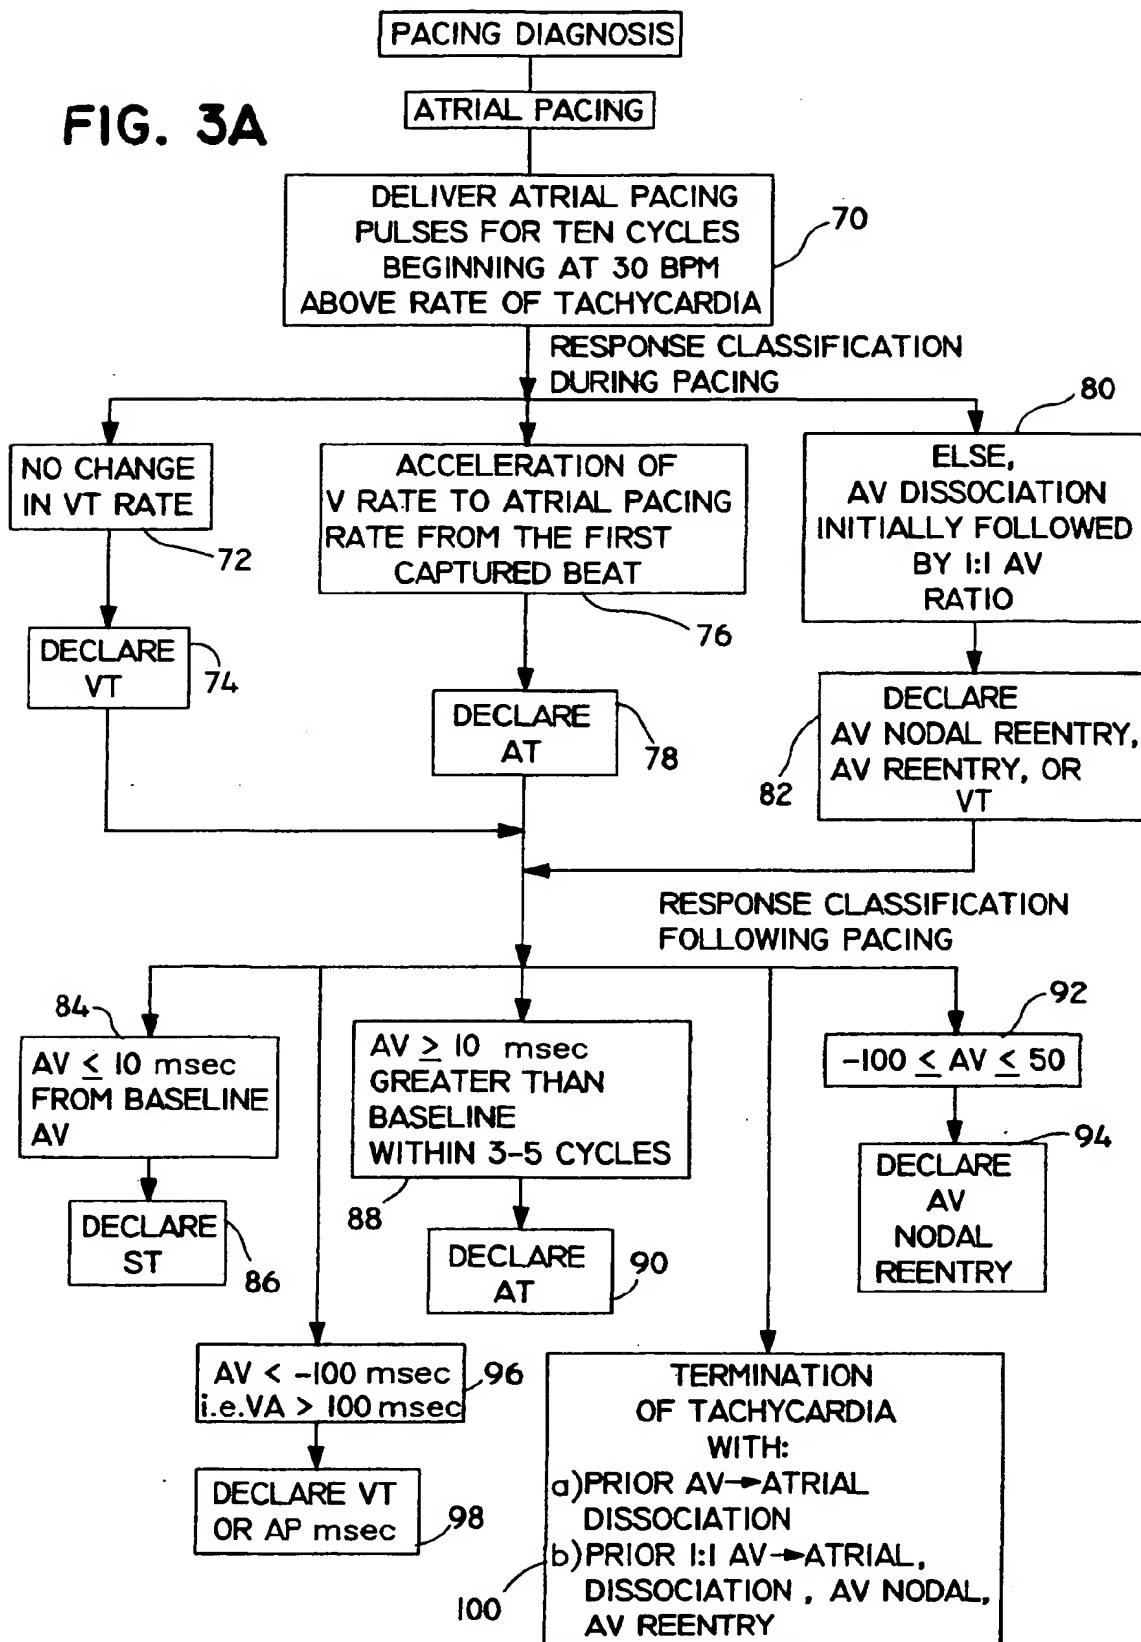 PACING DIAGNOSIS
FIG. 3A
ATRIAL PACING
DELIVER ATRIAL PACING
PULSES FOR TEN CYCLES
BEGINNING AT 30 BPM
ABOVE RATE OF TACHYCARDIA
70
RESPONSE CLASSIFICATION
DURING PACING
NO CHANGE
IN VT RATE
72
DECLARE
VT
74
ACCELERATION OF
V RATE TO ATRIAL PACING
RATE FROM THE FIRST
CAPTURED BEAT
76
DECLARE
AT
78
80
ELSE,
AV DISSOCIATION
INITIALLY FOLLOWED
BY 1:1 AV
RATIO
DECLARE
AV NODAL REENTRY,
AV REENTRY, OR
VT
82
RESPONSE CLASSIFICATION
FOLLOWING PACING
84
AV ≤ 10 msec
FROM BASELINE
AV
DECLARE
ST
86
AV ≥ 10 msec
GREATER THAN
BASELINE
WITHIN 3-5 CYCLES
88
DECLARE
AT
90
92
-100 ≤ AV ≤ 50
94
DECLARE
AV
NODAL
REENTRY
AV < -100 msec
i.e.VA > 100 msec
96
DECLARE VT
OR AP msec
98
TERMINATION
OF TACHYCARDIA
WITH:
a)PRIOR AV→ATRIAL
DISSOCIATION
b)PRIOR 1:1 AV→ATRIAL,
DISSOCIATION , AV NODAL,
AV REENTRY
100